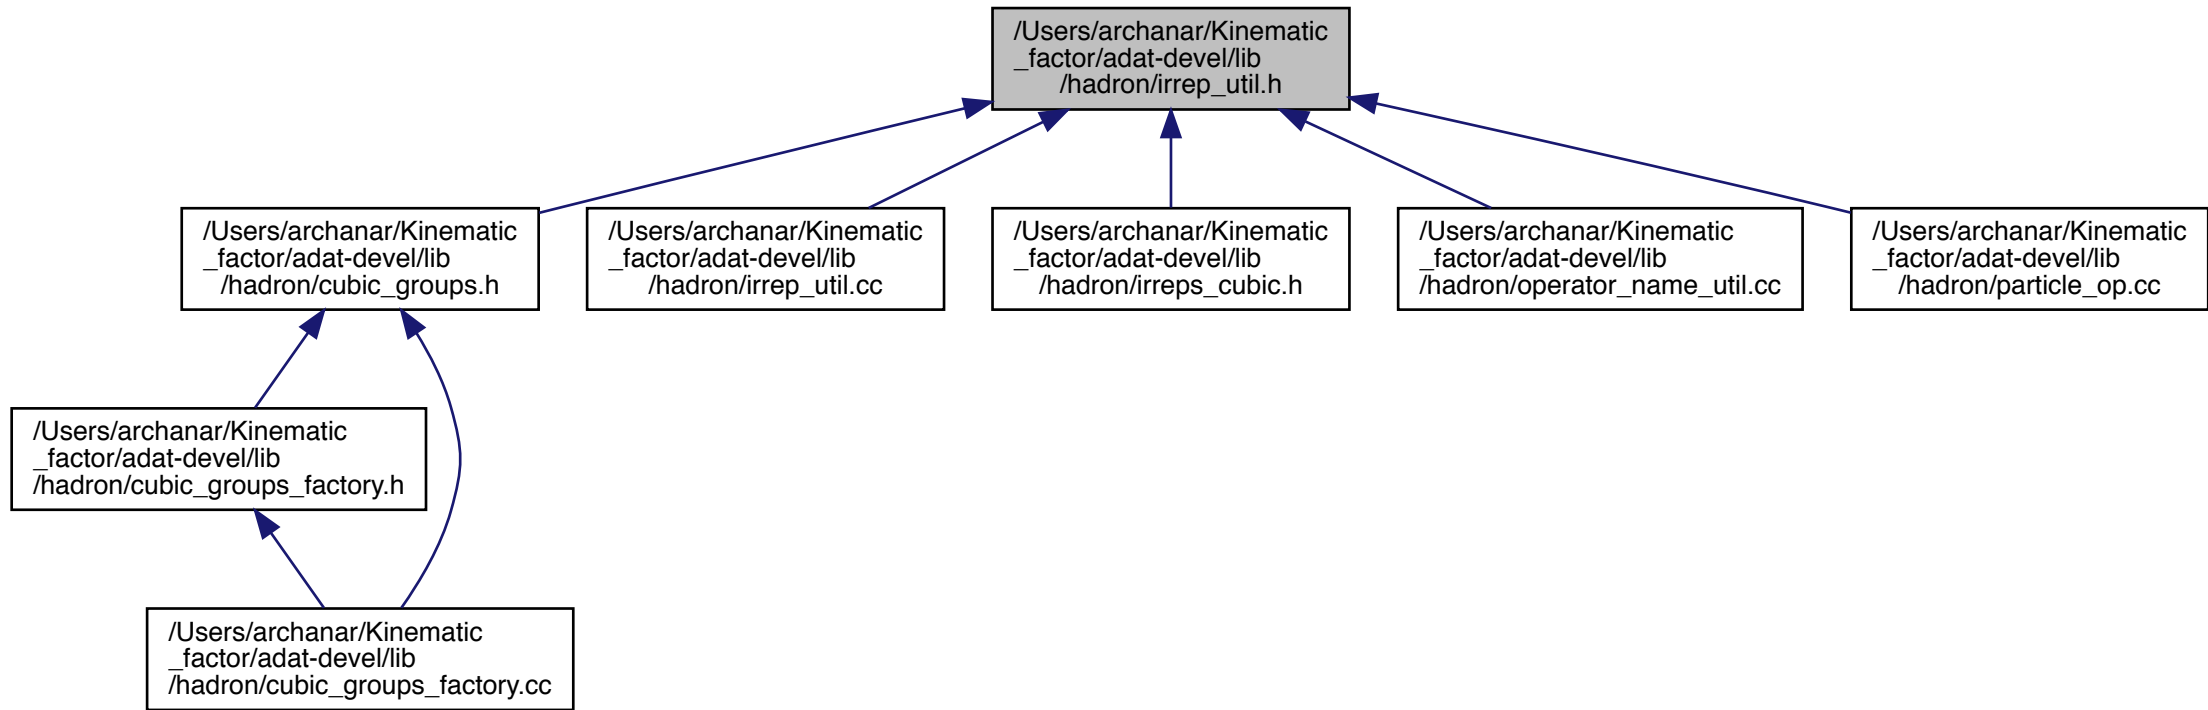 /Users/archanar/Kinematic
_factor/adat-devel/lib
/hadron/irrep_util.h
/Users/archanar/Kinematic
_factor/adat-devel/lib
/hadron/cubic_groups.h
/Users/archanar/Kinematic
_factor/adat-devel/lib
/hadron/irrep_util.cc
/Users/archanar/Kinematic
_factor/adat-devel/lib
/hadron/irreps_cubic.h
/Users/archanar/Kinematic
_factor/adat-devel/lib
/hadron/operator_name_util.cc
/Users/archanar/Kinematic
_factor/adat-devel/lib
/hadron/particle_op.cc
/Users/archanar/Kinematic
_factor/adat-devel/lib
/hadron/cubic_groups_factory.h
/Users/archanar/Kinematic
_factor/adat-devel/lib
/hadron/cubic_groups_factory.cc